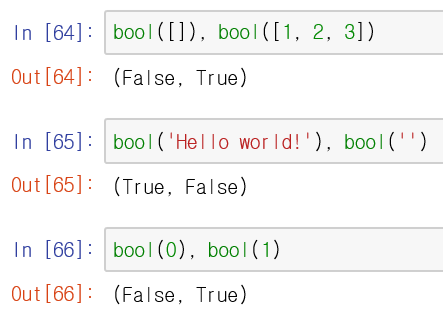 In [64]: bool([]), bool([1, 2, 3])
Out[64]: (False, True)
In [65]: bool('Hello world!'), bool('')
Out[65]: (True, False)
In [66]: bool(0), bool(1)
Out[66]: (False, True)